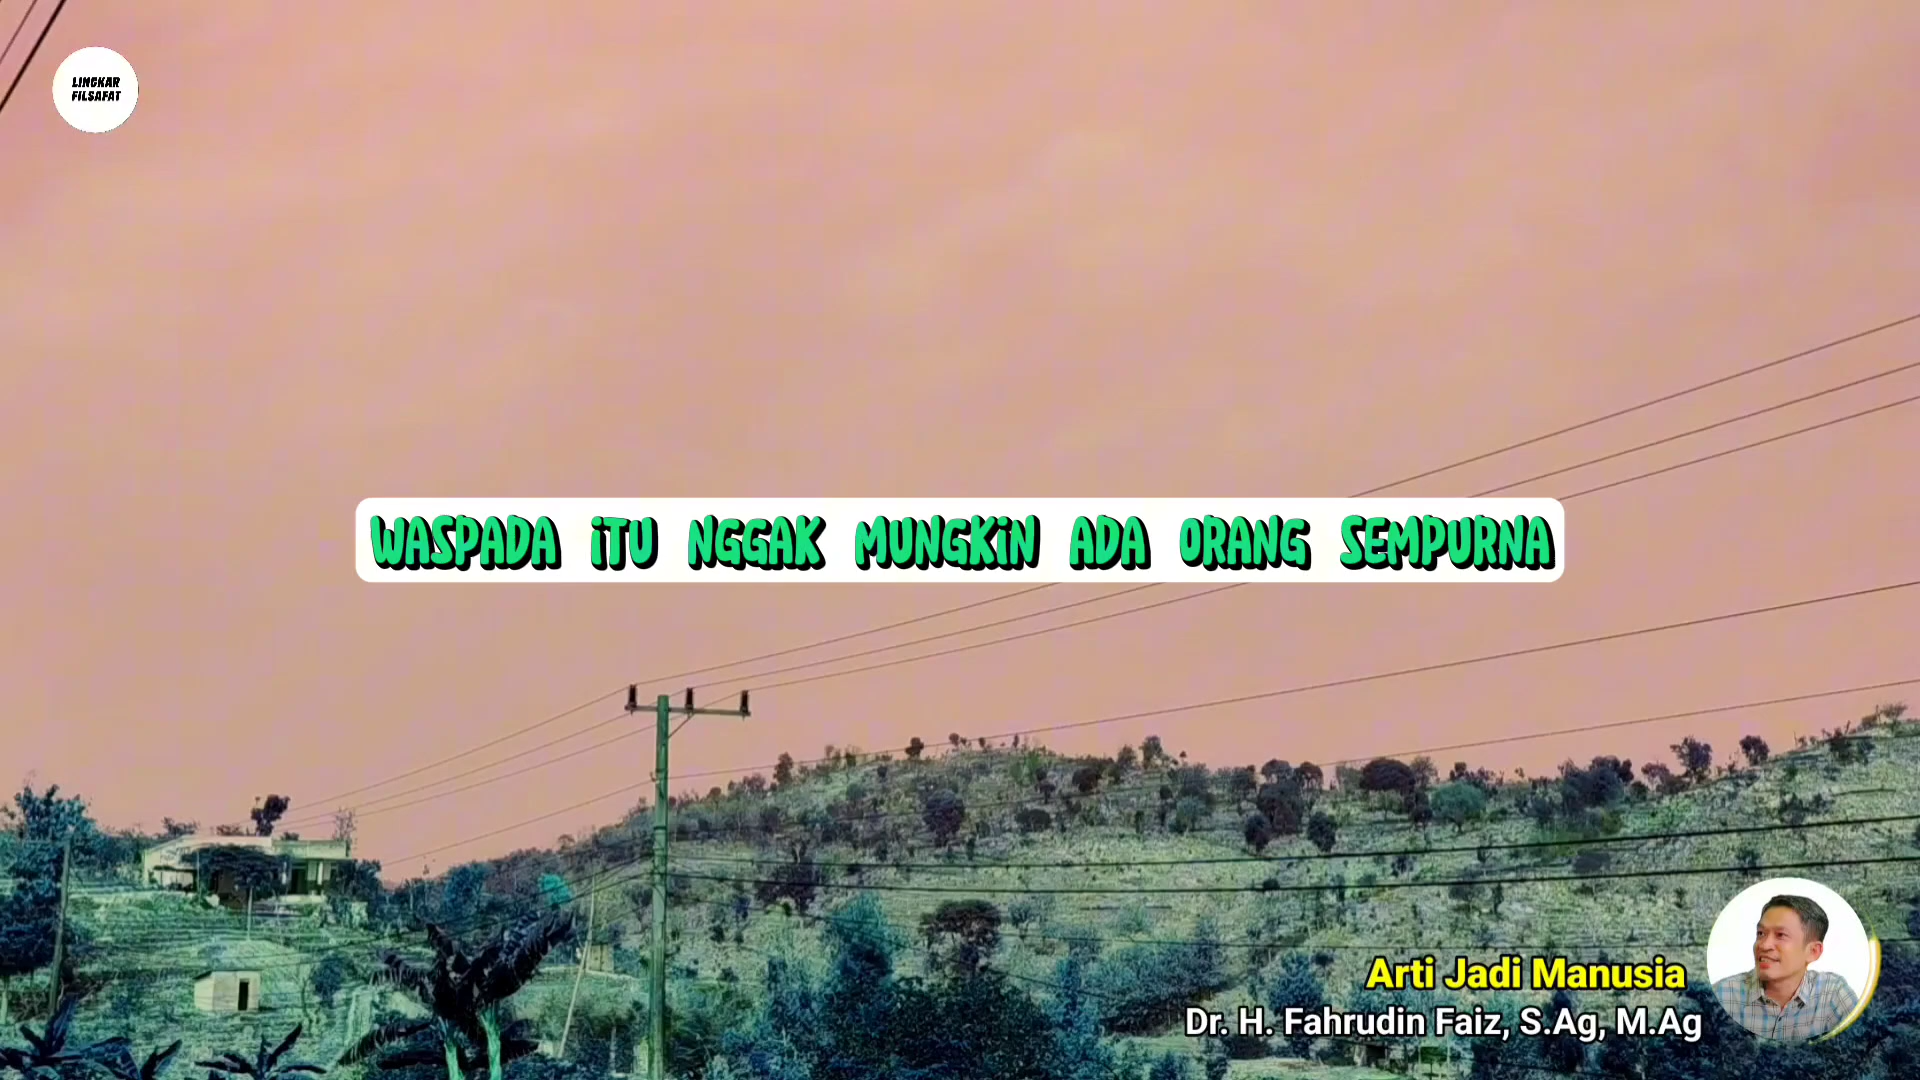 LINGKAR
FILSAFAT
WASPADA iTU NGGAK MUNGKiN ADA ORANG SEMPURNA
Arti Jadi Manusia
Dr. H. Fahrudin Faiz, S.Ag, M.Ag